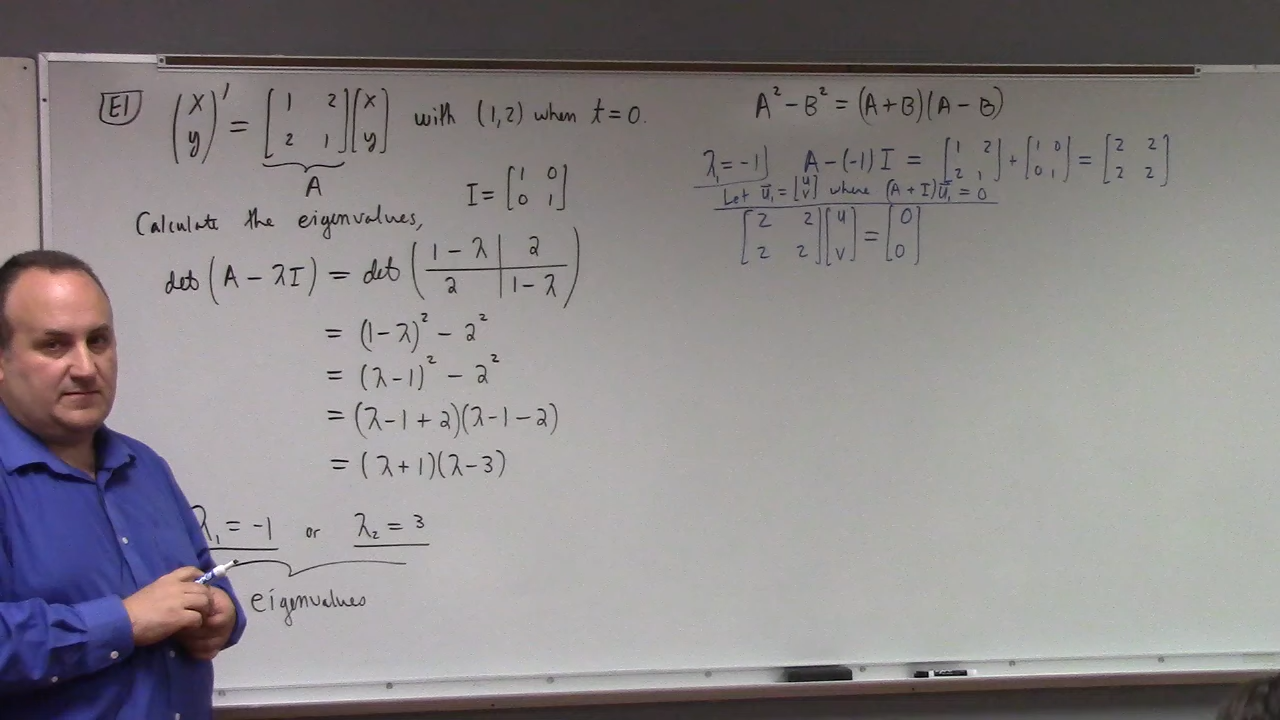 E1 (x y)' = [1 2 2 1][x y] with (1,2) when t = 0.
A
I = [1 0 0 1]
Calculate the eigenvalues,
det(A - λI) = det(1-λ 2 2 1-λ)
= (1-λ)² - 2²
= (λ-1)² - 2²
= (λ-1+2)(λ-1-2)
= (λ+1)(λ-3)
λ₁ = -1 or λ₂ = 3
eigenvalues
A² - B² = (A+B)(A-B)
λ₁ = -1 A-(-1)I = [1 2 2 1] + [1 0 0 1] = [2 2 2 2]
Let u⃗₁ = [u v] where (A+I)u⃗₁ = 0
[2 2 2 2][u v] = [0 0]